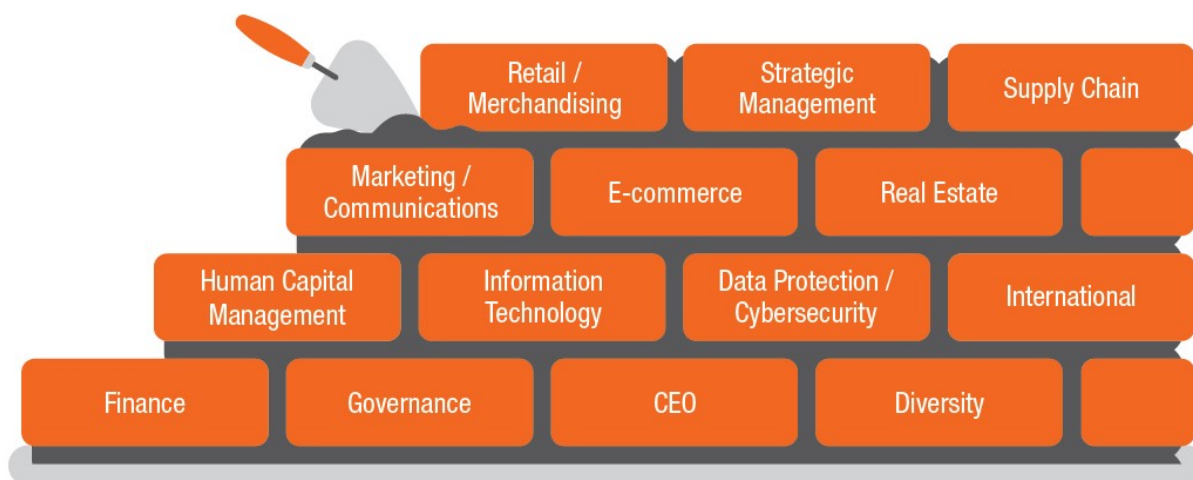 Retail /
Merchandising
Strategic
Management
Supply Chain
Marketing /
Communications
E-commerce
Real Estate
Human Capital
Management
Information
Technology
Data Protection /
Cybersecurity
International
Finance
Governance
CEO
Diversity